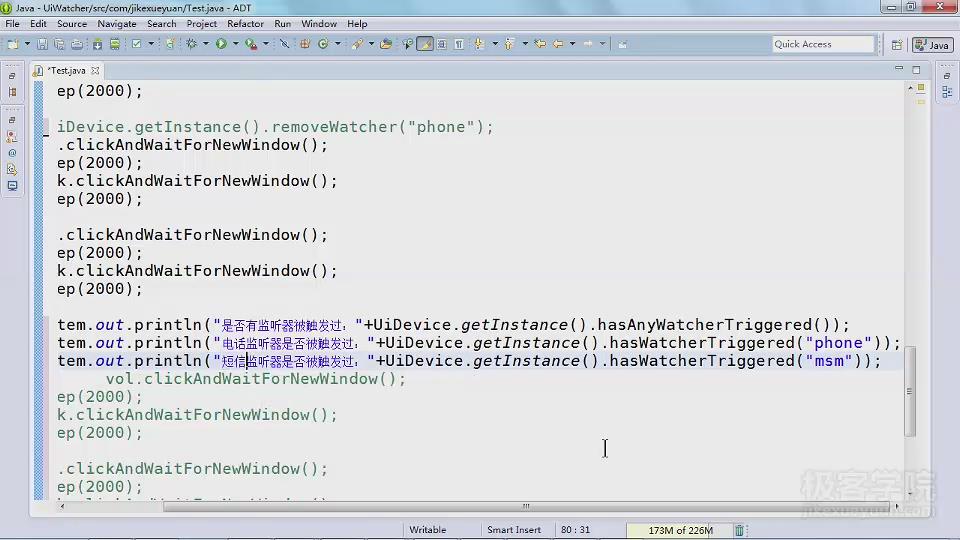 Java - UiWatcher/src/com/jikexueyuan/Test.java - ADT
File Edit Source Navigate Search Project Refactor Run Window Help
Quick Access
Java
*Test.java
ep(2000);
iDevice.getInstance().removeWatcher("phone");
.clickAndWaitForNewWindow();
ep(2000);
k.clickAndWaitForNewWindow();
ep(2000);
.clickAndWaitForNewWindow();
ep(2000);
k.clickAndWaitForNewWindow();
ep(2000);
tem.out.println("是否有监听器被触发过："+UiDevice.getInstance().hasAnyWatcherTriggered());
tem.out.println("电话监听器是否被触发过："+UiDevice.getInstance().hasWatcherTriggered("phone"));
tem.out.println("短信监听器是否被触发过："+UiDevice.getInstance().hasWatcherTriggered("msm"));
vol.clickAndWaitForNewWindow();
ep(2000);
k.clickAndWaitForNewWindow();
ep(2000);
.clickAndWaitForNewWindow();
ep(2000);
极客学院
jikexueyuan.com
Writable Smart Insert 80 : 31 173M of 226M